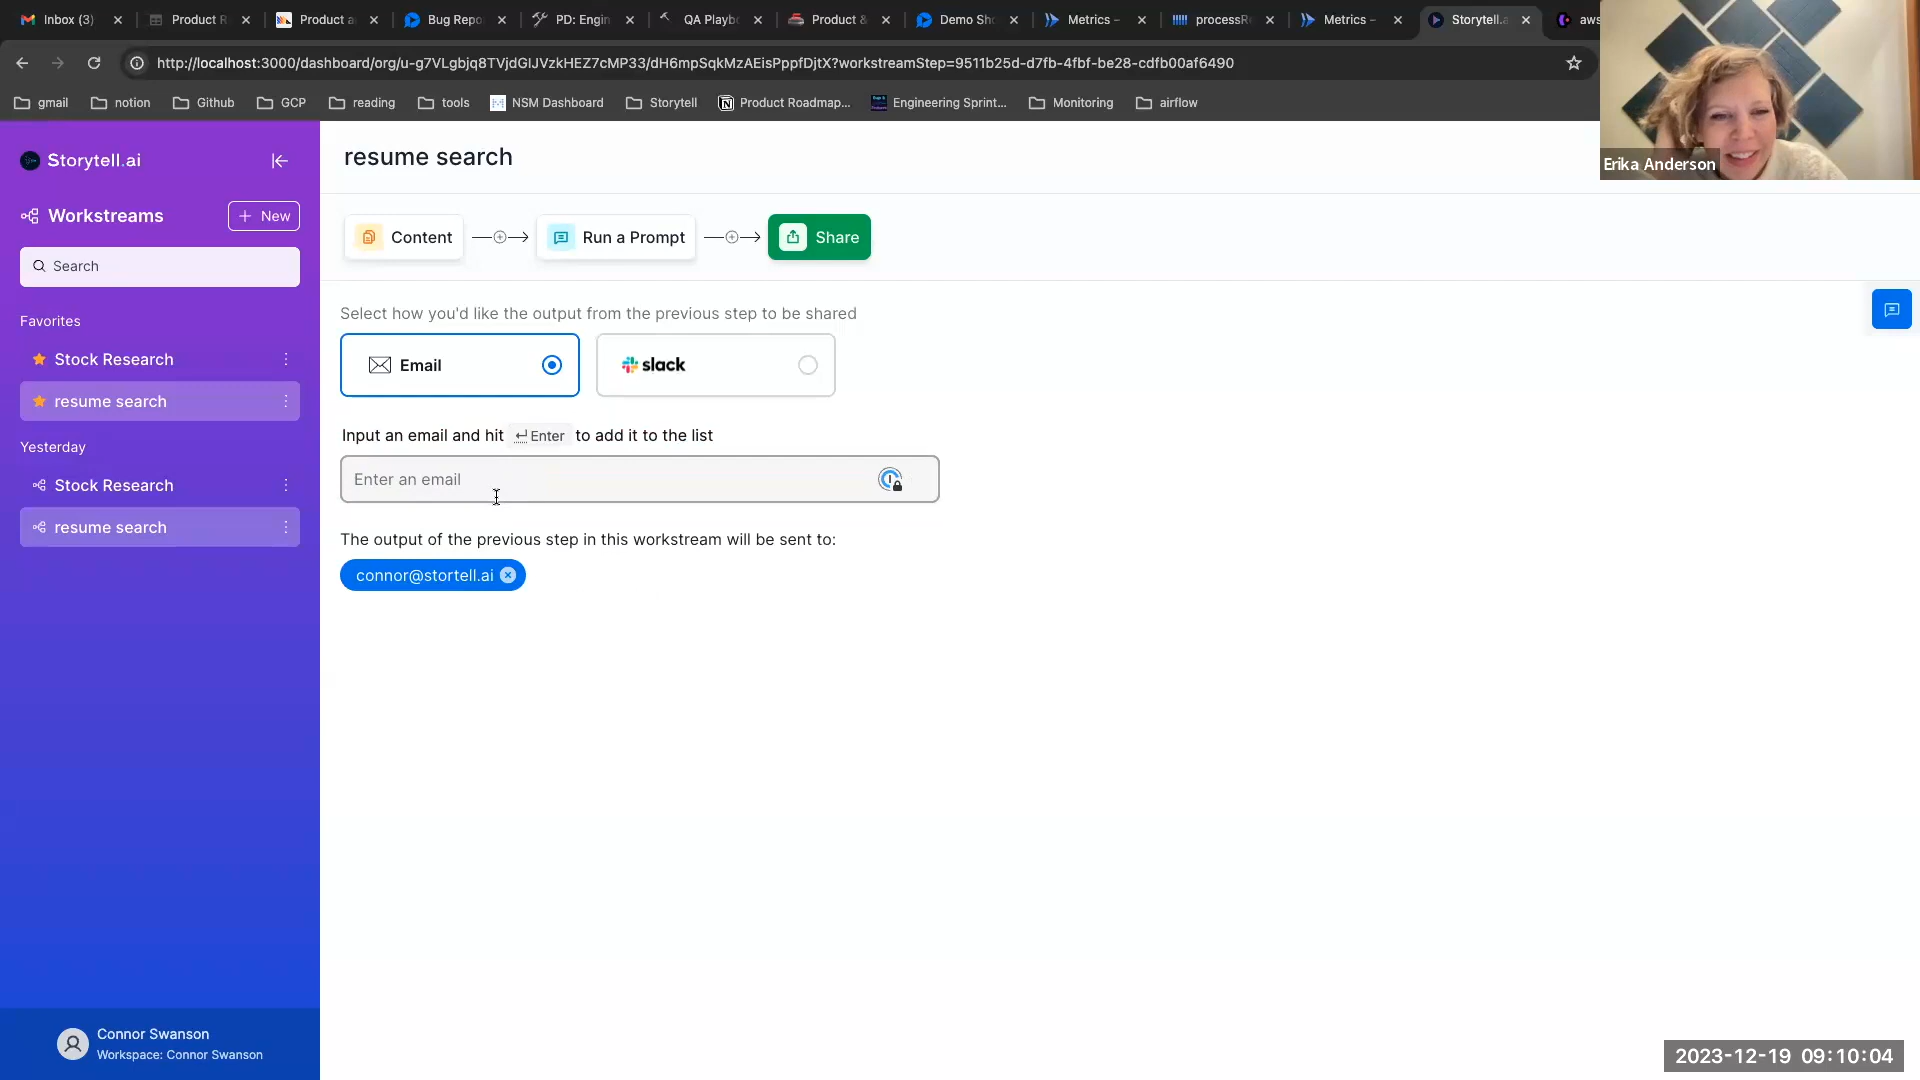 Inbox (3)
Product R
Product a
Bug Repo
PD: Engin
QA Playb
Product &
Demo Sh
Metrics –
processR
Metrics –
Storytell.a
aws
http://localhost:3000/dashboard/org/u-g7VLgbjq8TVjdGlJVzkHEZ7cMP33/dH6mpSqkMzAEisPppfDjtX?workstreamStep=9511b25d-d7fb-4fbf-be28-cdfb00af6490
gmail
notion
Github
GCP
reading
tools
NSM Dashboard
Storytell
Product Roadmap...
Engineering Sprint...
Monitoring
airflow
Erika Anderson
Storytell.ai
Workstreams
New
Search
Favorites
Stock Research
resume search
Yesterday
Stock Research
resume search
Connor Swanson
Workspace: Connor Swanson
resume search
Content
Run a Prompt
Share
Select how you'd like the output from the previous step to be shared
Email
slack
Input an email and hit ↵ Enter to add it to the list
Enter an email
The output of the previous step in this workstream will be sent to:
connor@stortell.ai
2023-12-19 09:10:04